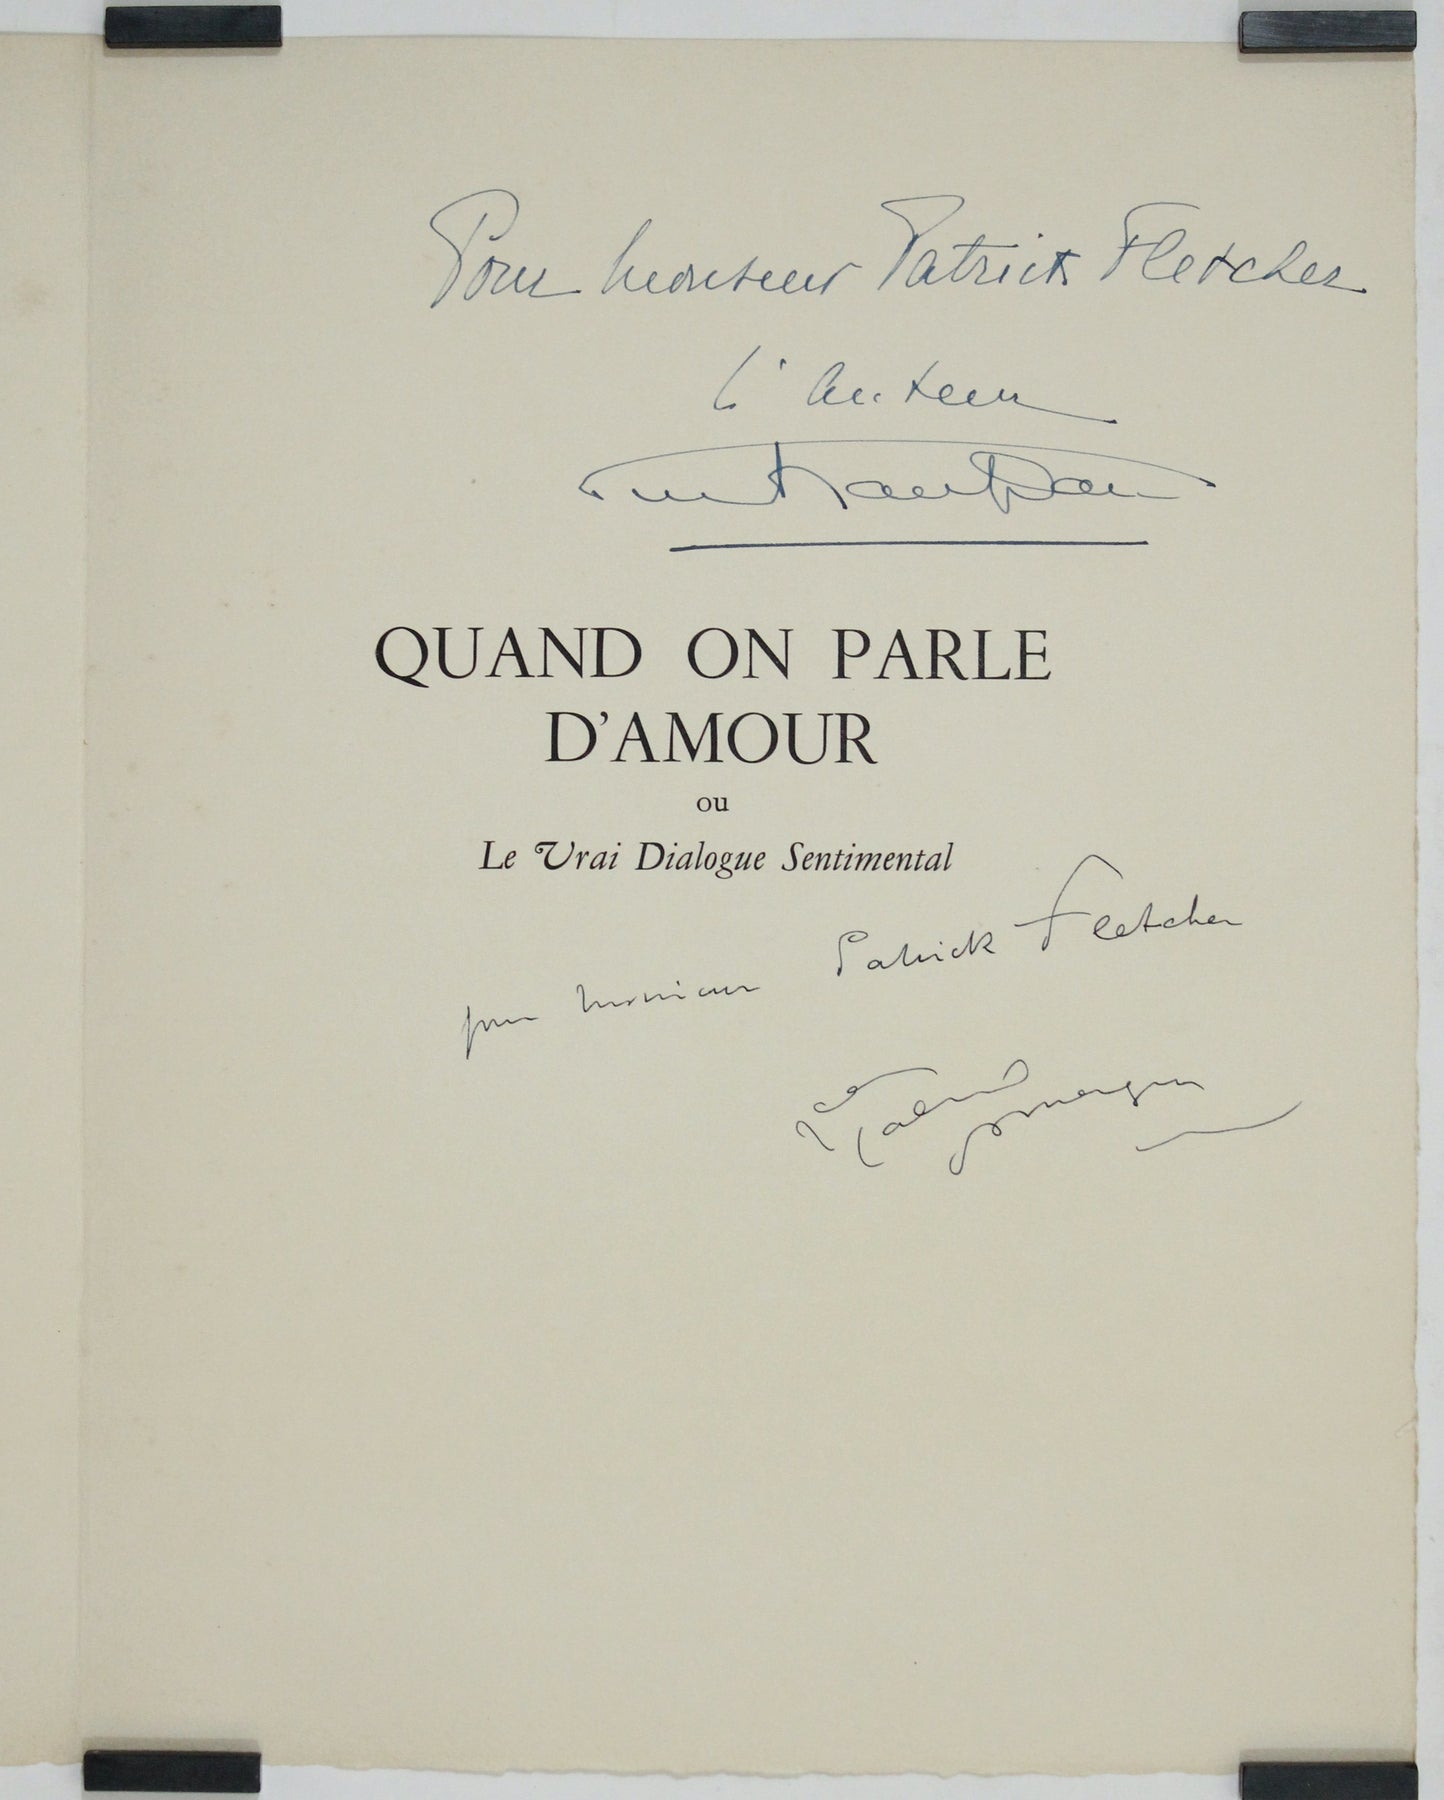 Pour monsieur Patrick Fletcher
l'auteur
QUAND ON PARLE
D'AMOUR
ou
Le Vrai Dialogue Sentimental
pour monsieur Patrick Fletcher